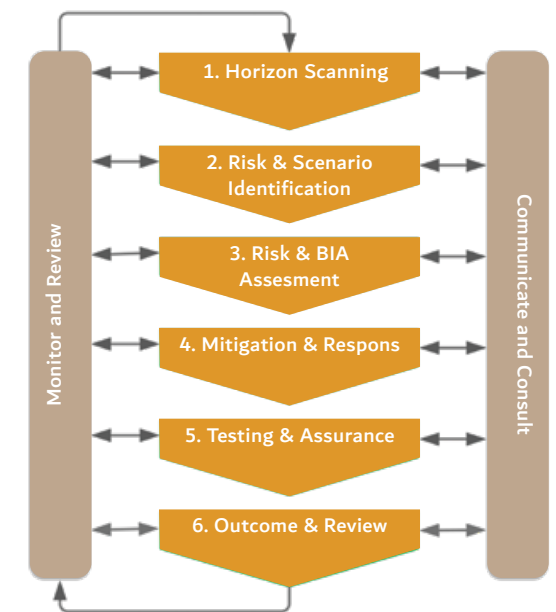 1. Horizon Scanning
2. Risk & Scenario
Identification
3. Risk & BIA
Assesment
4. Mitigation & Respons
5. Testing & Assurance
6. Outcome & Review
Monitor and Review
Communicate and Consult